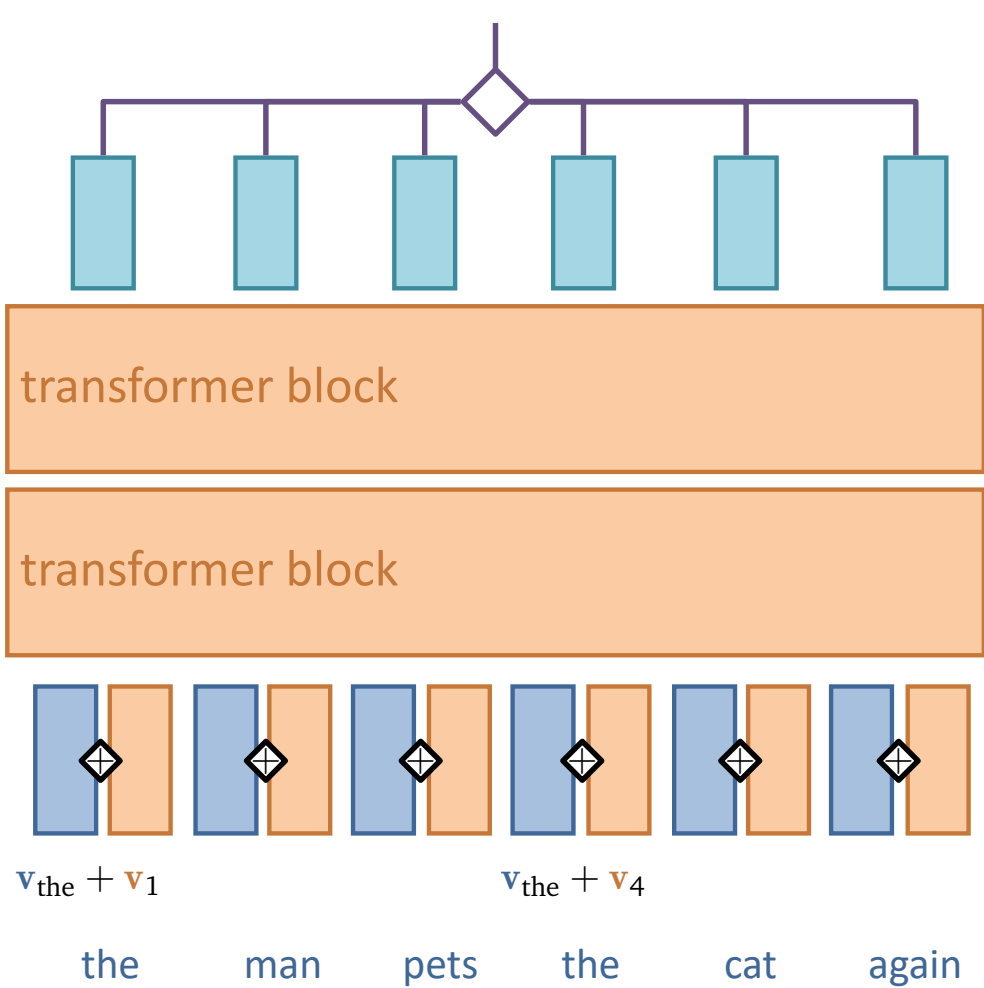 transformer block
transformer block
v_the + v_1 v_the + v_4
the man pets the cat again